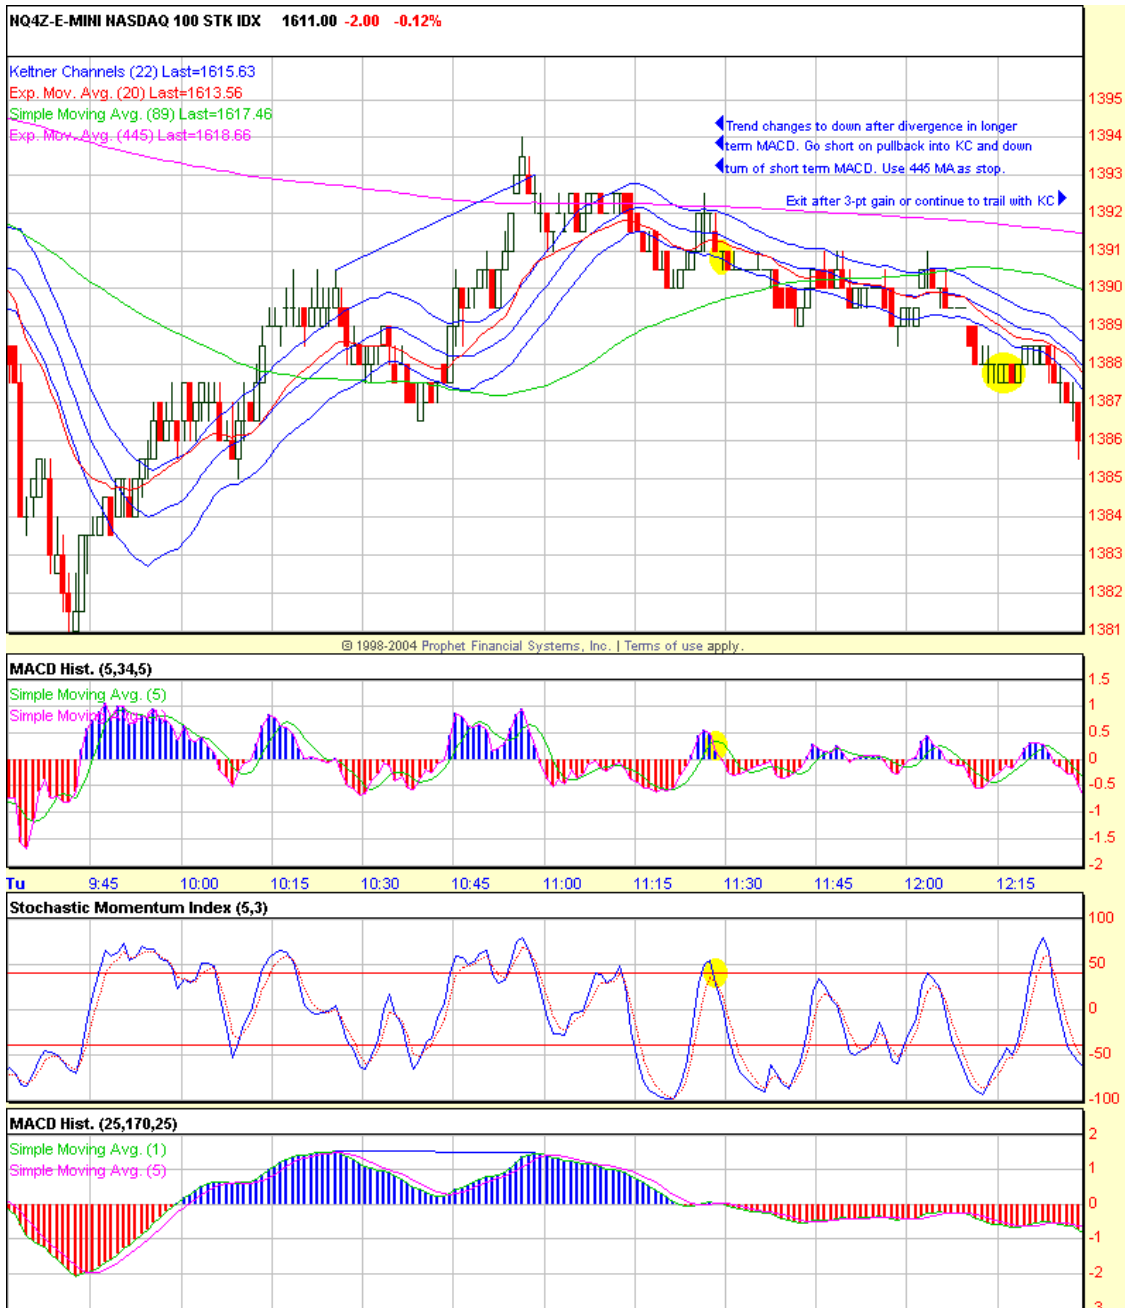 NQ4Z-E-MINI NASDAQ 100 STK IDX 1611.00 -2.00 -0.12%
Keltner Channels (22) Last=1615.63
Exp. Mov. Avg. (20) Last=1613.56
Simple Moving Avg. (89) Last=1617.46
Exp. Mov. Avg. (445) Last=1618.66
Trend changes to down after divergence in longer
term MACD. Go short on pullback into KC and down
turn of short term MACD. Use 445 MA as stop.
Exit after 3-pt gain or continue to trail with KC
1395
1394
1393
1392
1391
1390
1389
1388
1387
1386
1385
1384
1383
1382
1381
© 1998-2004 Prophet Financial Systems, Inc. | Terms of use apply.
MACD Hist. (5,34,5)
Simple Moving Avg. (5)
Simple Moving Avg.
1.5
1
0.5
0
-0.5
-1
-1.5
-2
Tu 9:45 10:00 10:15 10:30 10:45 11:00 11:15 11:30 11:45 12:00 12:15
Stochastic Momentum Index (5,3)
100
50
0
-50
-100
MACD Hist. (25,170,25)
Simple Moving Avg. (1)
Simple Moving Avg. (5)
2
1
0
-1
-2
-3